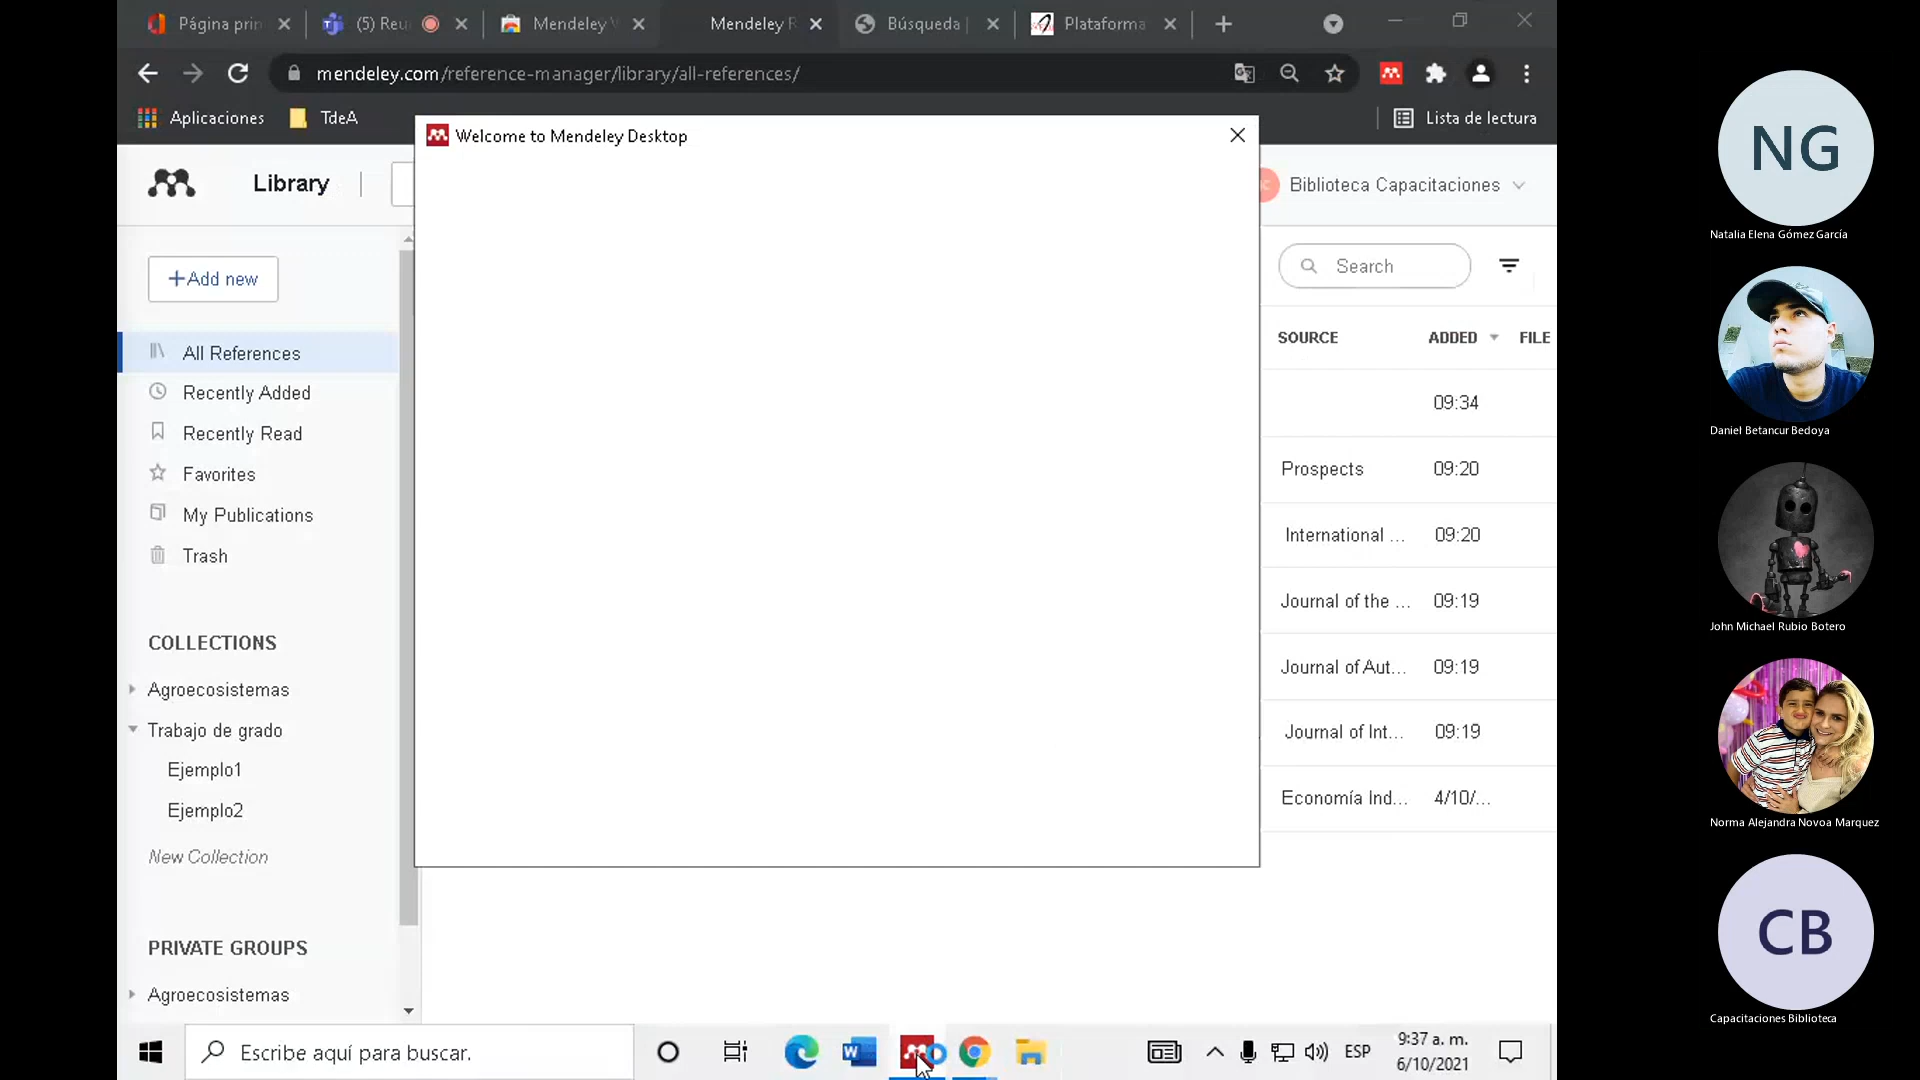 Página prin
(5) Reu
Mendeley
Mendeley R
Búsqueda
Plataforma
mendeley.com/reference-manager/library/all-references/
Aplicaciones
TdeA
Lista de lectura
Welcome to Mendeley Desktop
Library
Biblioteca Capacitaciones
+Add new
Search
All References
Recently Added
Recently Read
Favorites
My Publications
Trash
SOURCE ADDED FILE
09:34
Prospects 09:20
International ... 09:20
Journal of the ... 09:19
Journal of Aut... 09:19
Journal of Int... 09:19
Economía Ind... 4/10/...
COLLECTIONS
Agroecosistemas
Trabajo de grado
Ejemplo1
Ejemplo2
New Collection
PRIVATE GROUPS
Agroecosistemas
Escribe aquí para buscar.
ESP
9:37 a. m.
6/10/2021
NG
Natalia Elena Gómez García
Daniel Betancur Bedoya
John Michael Rubio Botero
Norma Alejandra Novoa Marquez
CB
Capacitaciones Biblioteca